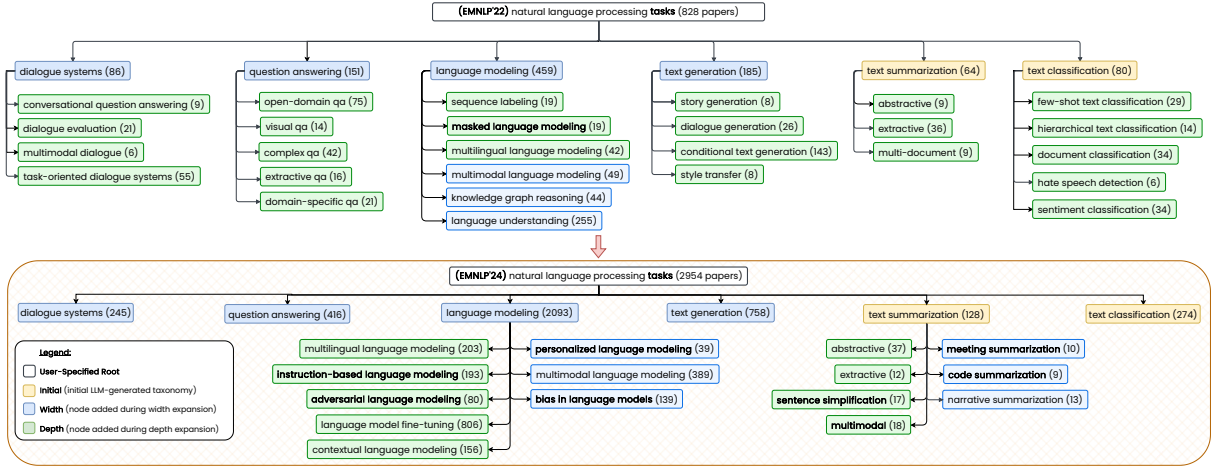 (EMNLP'22) natural language processing tasks (828 papers)
dialogue systems (86)
question answering (151)
language modeling (459)
text generation (185)
text summarization (64)
text classification (80)
conversational question answering (9)
dialogue evaluation (21)
multimodal dialogue (6)
task-oriented dialogue systems (55)
open-domain qa (75)
visual qa (14)
complex qa (42)
extractive qa (16)
domain-specific qa (21)
sequence labeling (19)
masked language modeling (19)
multilingual language modeling (42)
multimodal language modeling (49)
knowledge graph reasoning (44)
language understanding (255)
story generation (8)
dialogue generation (26)
conditional text generation (143)
style transfer (8)
abstractive (9)
extractive (36)
multi-document (9)
few-shot text classification (29)
hierarchical text classification (14)
document classification (34)
hate speech detection (6)
sentiment classification (34)
(EMNLP'24) natural language processing tasks (2954 papers)
dialogue systems (245)
question answering (416)
language modeling (2093)
text generation (758)
text summarization (128)
text classification (274)
Legend:
User-Specified Root
Initial (initial LLM-generated taxonomy)
Width (node added during width expansion)
Depth (node added during depth expansion)
multilingual language modeling (203)
instruction-based language modeling (193)
adversarial language modeling (80)
language model fine-tuning (806)
contextual language modeling (156)
personalized language modeling (39)
multimodal language modeling (389)
bias in language models (139)
abstractive (37)
extractive (12)
sentence simplification (17)
multimodal (18)
meeting summarization (10)
code summarization (9)
narrative summarization (13)